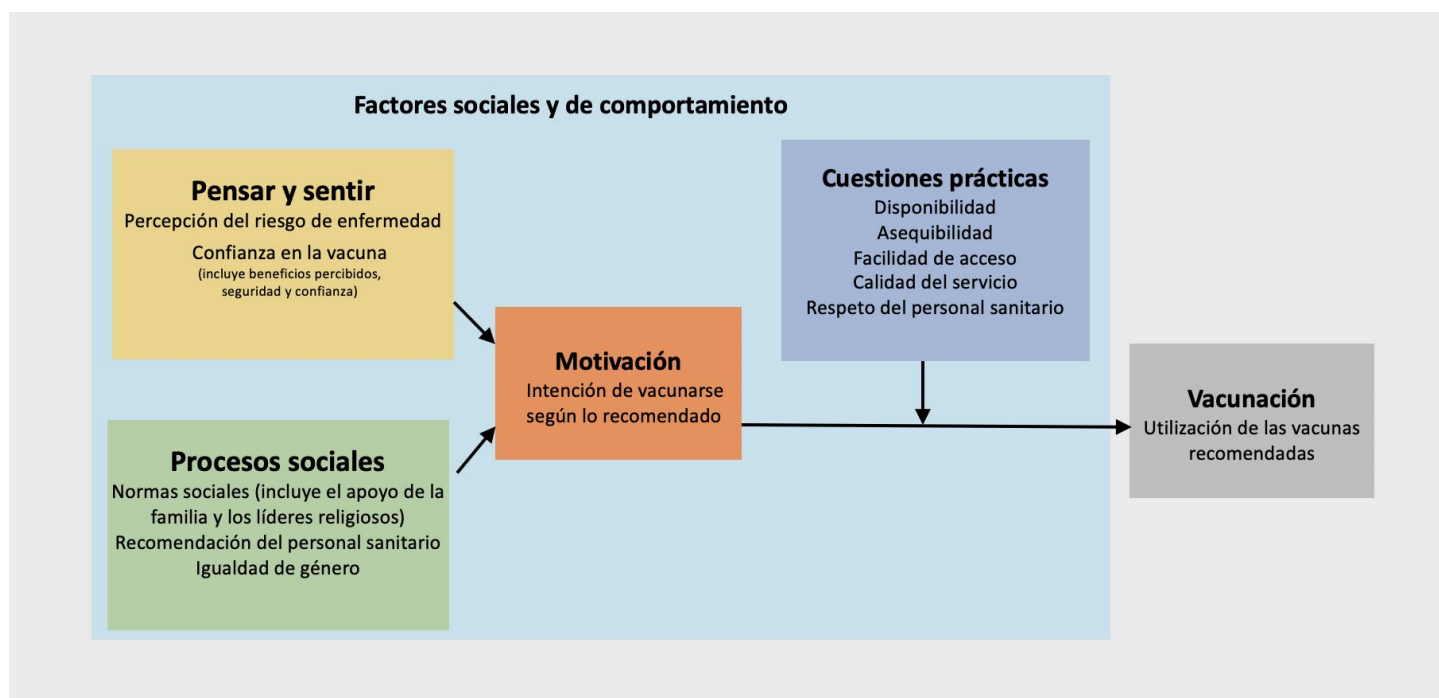 Factores sociales y de comportamiento
Pensar y sentir
Percepción del riesgo de enfermedad
Confianza en la vacuna
(incluye beneficios percibidos,
seguridad y confianza)
Procesos sociales
Normas sociales (incluye el apoyo de la
familia y los líderes religiosos)
Recomendación del personal sanitario
Igualdad de género
Motivación
Intención de vacunarse
según lo recomendado
Cuestiones prácticas
Disponibilidad
Asequibilidad
Facilidad de acceso
Calidad del servicio
Respeto del personal sanitario
Vacunación
Utilización de las vacunas
recomendadas